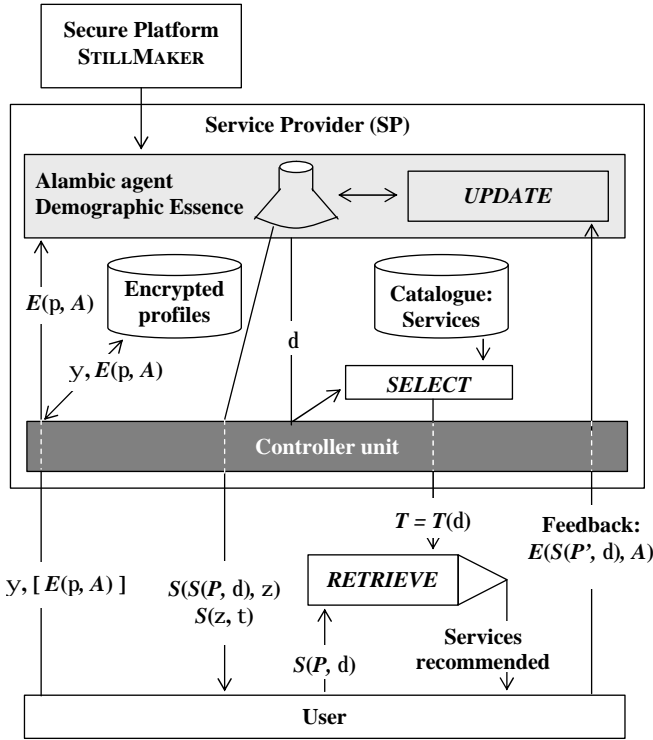 Secure Platform
STILLMAKER
Service Provider (SP)
Alambic agent
Demographic Essence
UPDATE
E(p, A)
Encrypted
profiles
Catalogue:
Services
d
y, E(p, A)
SELECT
Controller unit
T = T(d)
Feedback:
E(S(P', d), A)
RETRIEVE
y, [ E(p, A) ]
S(S(P, d), z)
S(z, t)
S(P, d)
Services
recommended
User